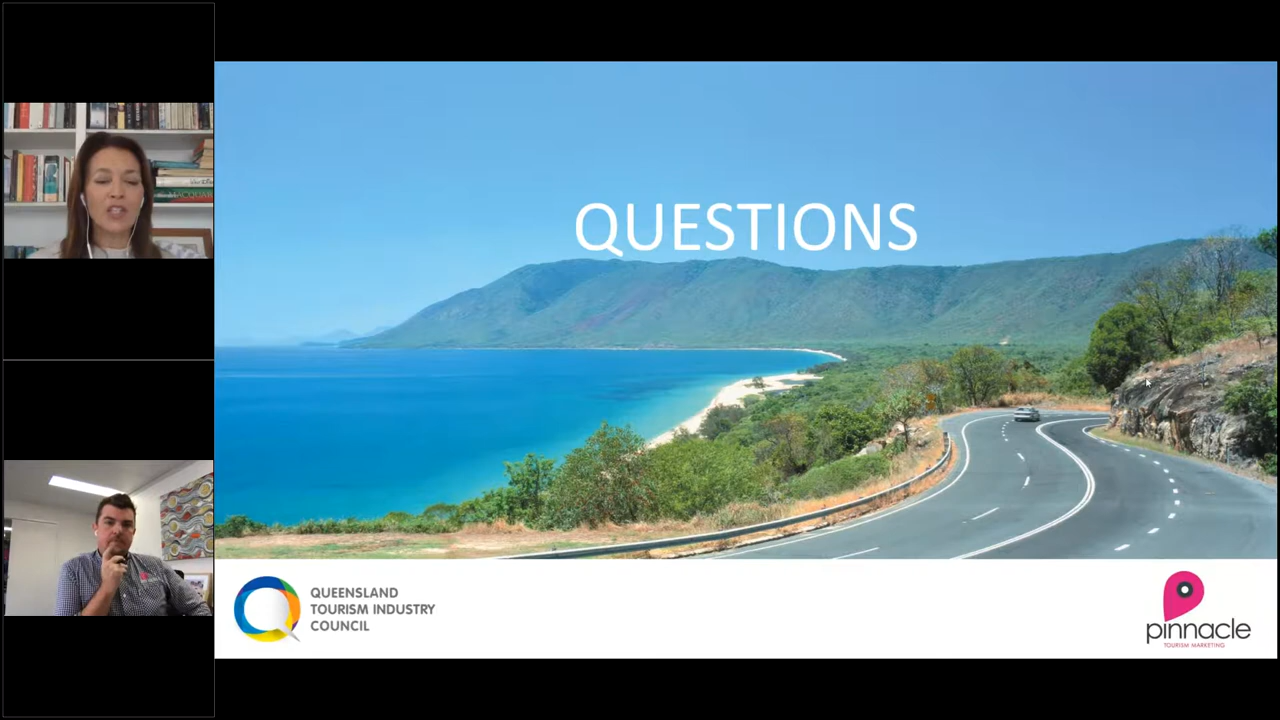 QUESTIONS
QUEENSLAND
TOURISM INDUSTRY
COUNCIL
pinnacle
TOURISM MARKETING